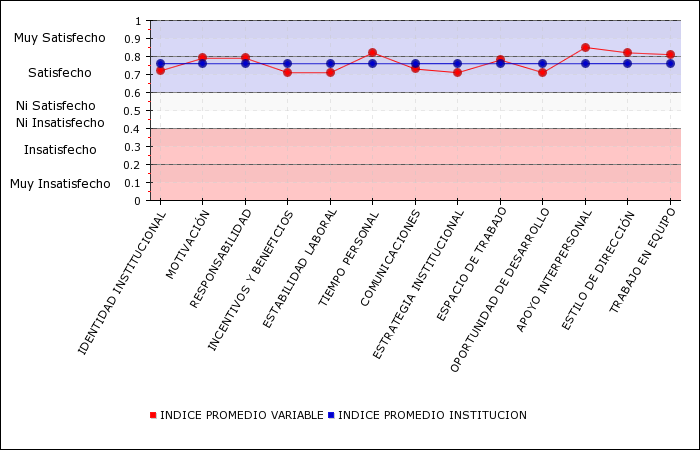 1
Muy Satisfecho
0.9
0.8
Satisfecho
0.7
0.6
Ni Satisfecho
0.5
Ni Insatisfecho
0.4
Insatisfecho
0.3
0.2
Muy Insatisfecho
0.1
0
IDENTIDAD INSTITUCIONAL
MOTIVACIÓN
RESPONSABILIDAD
INCENTIVOS Y BENEFICIOS
ESTABILIDAD LABORAL
TIEMPO PERSONAL
COMUNICACIONES
ESTRATEGIA INSTITUCIONAL
ESPACIO DE TRABAJO
OPORTUNIDAD DE DESARROLLO
APOYO INTERPERSONAL
ESTILO DE DIRECCIÓN
TRABAJO EN EQUIPO
INDICE PROMEDIO VARIABLE
INDICE PROMEDIO INSTITUCION